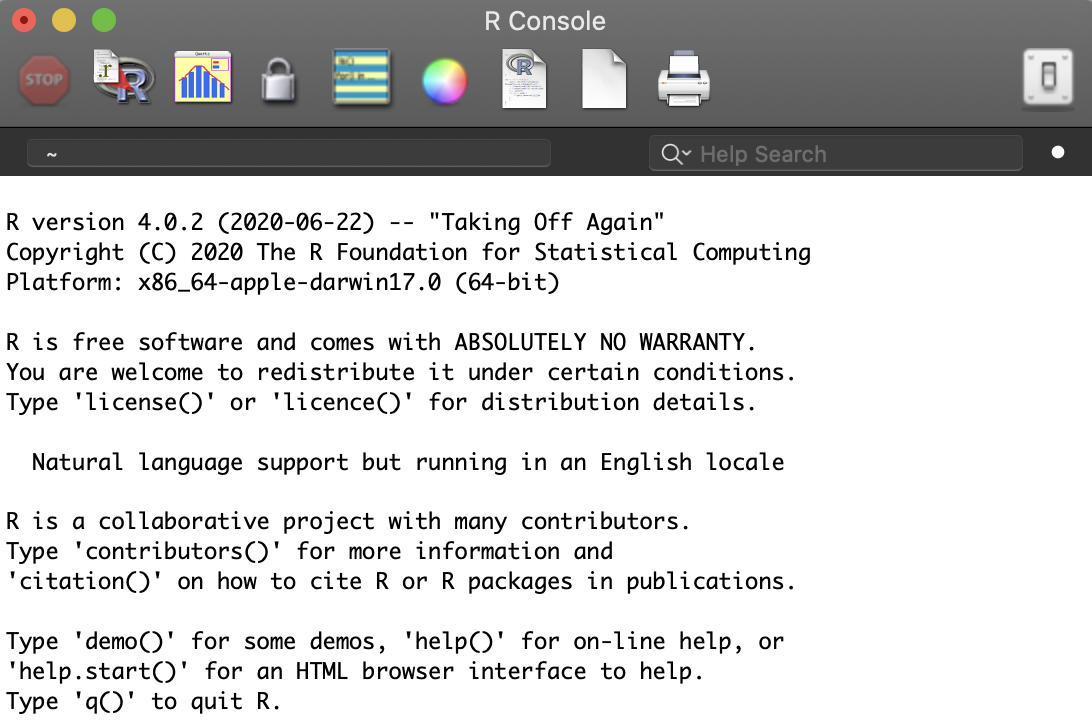 R Console
STOP
~
Help Search
R version 4.0.2 (2020-06-22) -- "Taking Off Again"
Copyright (C) 2020 The R Foundation for Statistical Computing
Platform: x86_64-apple-darwin17.0 (64-bit)
R is free software and comes with ABSOLUTELY NO WARRANTY.
You are welcome to redistribute it under certain conditions.
Type 'license()' or 'licence()' for distribution details.
Natural language support but running in an English locale
R is a collaborative project with many contributors.
Type 'contributors()' for more information and
'citation()' on how to cite R or R packages in publications.
Type 'demo()' for some demos, 'help()' for on-line help, or
'help.start()' for an HTML browser interface to help.
Type 'q()' to quit R.